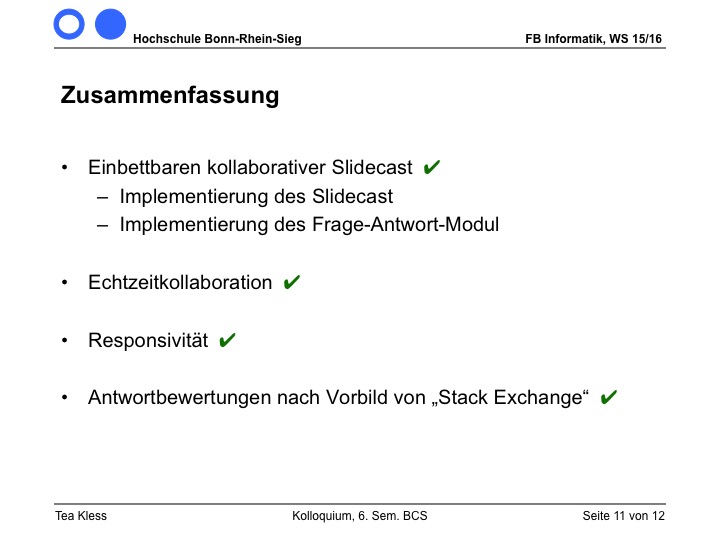 Hochschule Bonn-Rhein-Sieg FB Informatik, WS 15/16
Zusammenfassung
• Einbettbaren kollaborativer Slidecast ✔
– Implementierung des Slidecast
– Implementierung des Frage-Antwort-Modul
• Echtzeitkollaboration ✔
• Responsivität ✔
• Antwortbewertungen nach Vorbild von „Stack Exchange“ ✔
Tea Kless Kolloquium, 6. Sem. BCS Seite 11 von 12